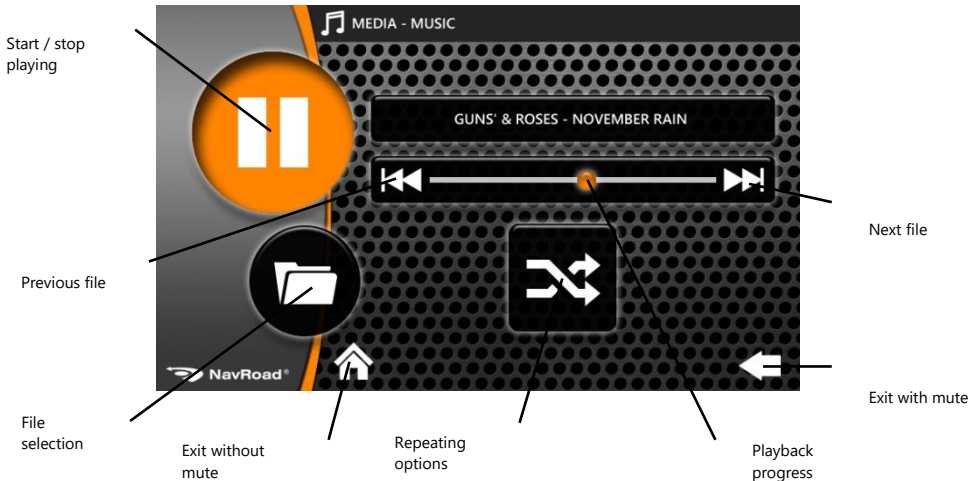 MEDIA - MUSIC
Start / stop
playing
GUNS' & ROSES - NOVEMBER RAIN
Next file
Previous file
NavRoad®
Exit with mute
File
selection
Exit without
mute
Repeating
options
Playback
progress